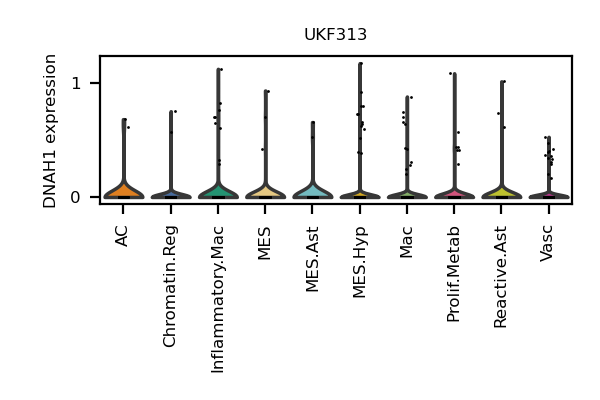 UKF313
DNAH1 expression
1
0
AC
Chromatin.Reg
Inflammatory.Mac
MES
MES.Ast
MES.Hyp
Mac
Prolif.Metab
Reactive.Ast
Vasc